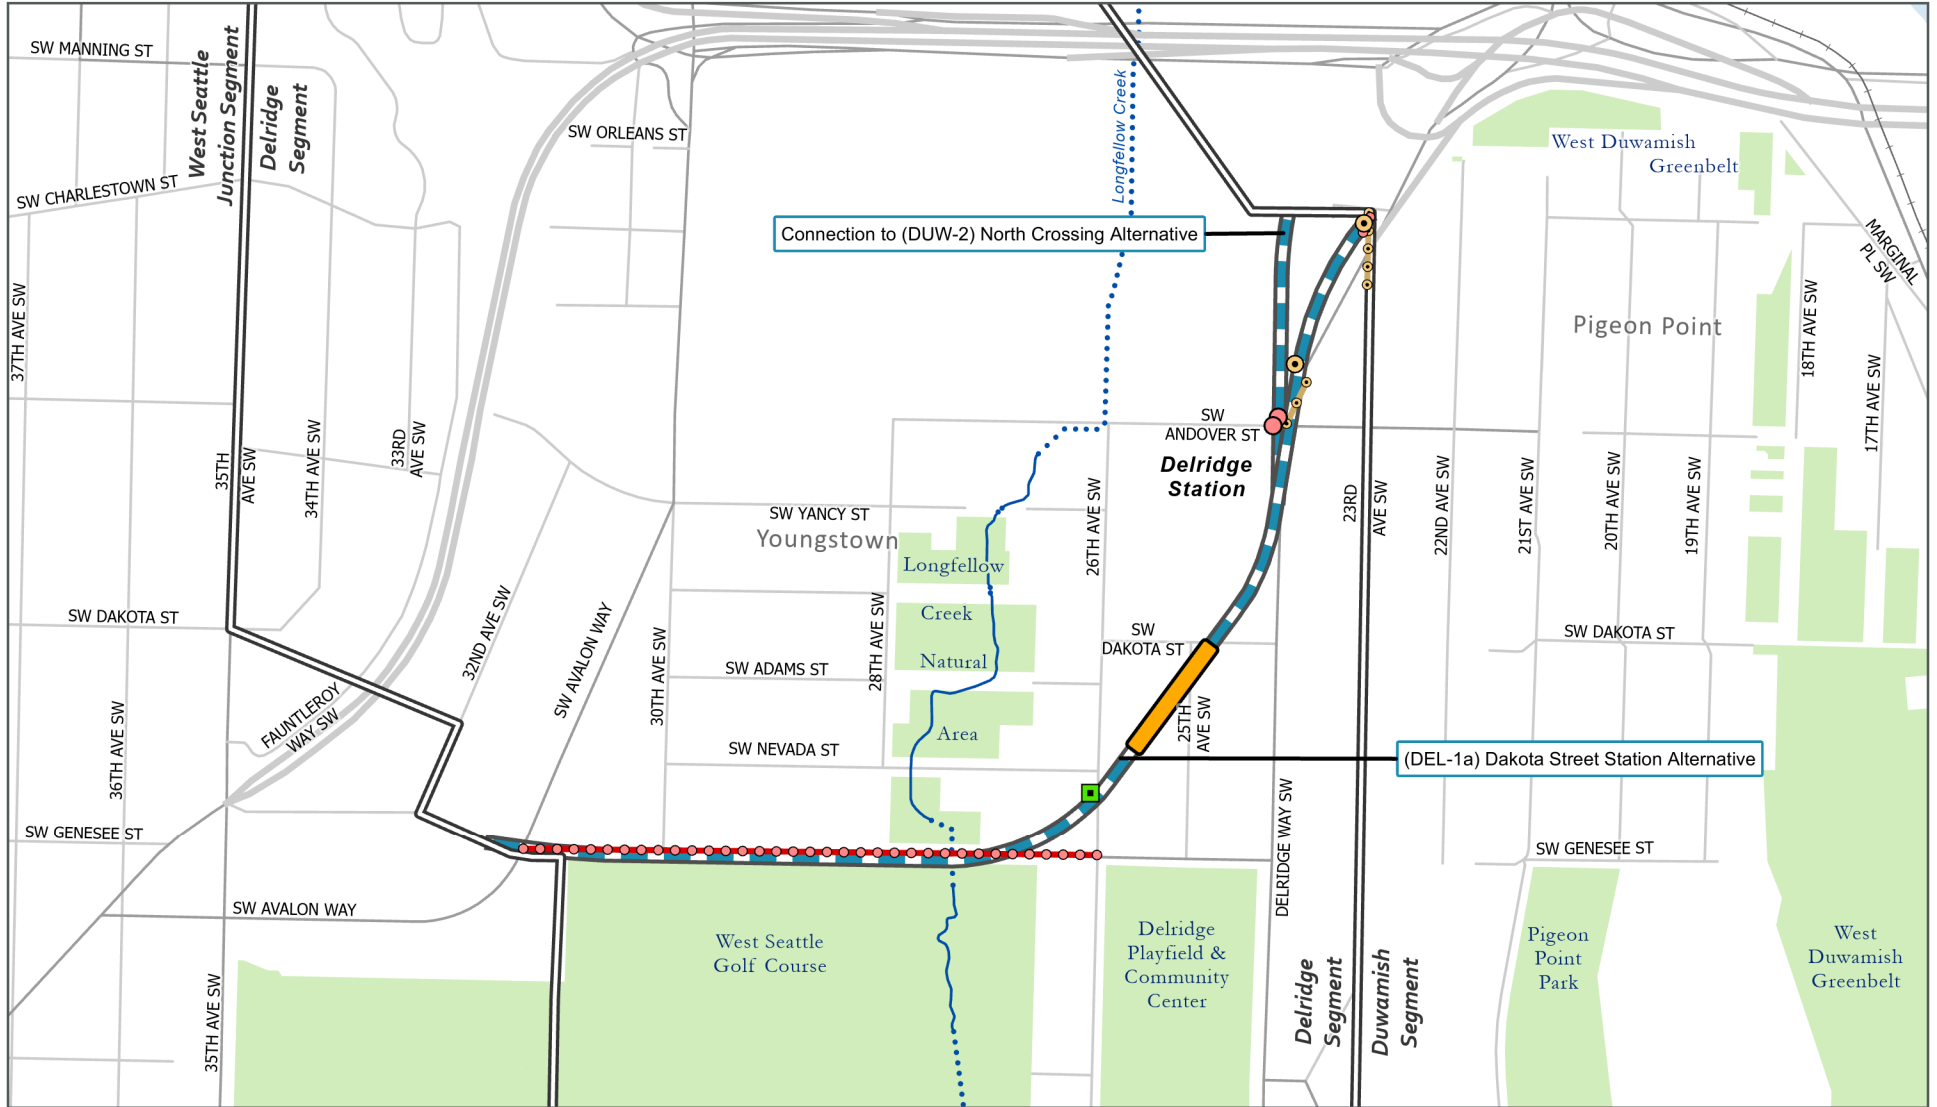 SW MANNING ST
West Seattle
Junction Segment
Delridge
Segment
SW ORLEANS ST
Longfellow Creek
West Duwamish
Greenbelt
SW CHARLESTOWN ST
Connection to (DUW-2) North Crossing Alternative
MARGINAL
PL SW
37TH AVE SW
Pigeon Point
18TH AVE SW
17TH AVE SW
SW
ANDOVER ST
Delridge
Station
35TH
AVE SW
34TH AVE SW
33RD
AVE SW
26TH AVE SW
23RD
AVE SW
22ND AVE SW
21ST AVE SW
20TH AVE SW
19TH AVE SW
SW YANCY ST
Youngstown
Longfellow
Creek
Natural
Area
SW DAKOTA ST
32ND AVE SW
SW AVALON WAY
30TH AVE SW
28TH AVE SW
SW ADAMS ST
SW
DAKOTA ST
SW DAKOTA ST
25TH
AVE SW
36TH AVE SW
FAUNTLEROY
WAY SW
SW NEVADA ST
(DEL-1a) Dakota Street Station Alternative
SW GENESEE ST
DELRIDGE WAY SW
SW GENESEE ST
SW AVALON WAY
West Seattle
Golf Course
Delridge
Playfield &
Community
Center
Pigeon
Point
Park
West
Duwamish
Greenbelt
35TH AVE SW
Delridge
Segment
Duwamish
Segment